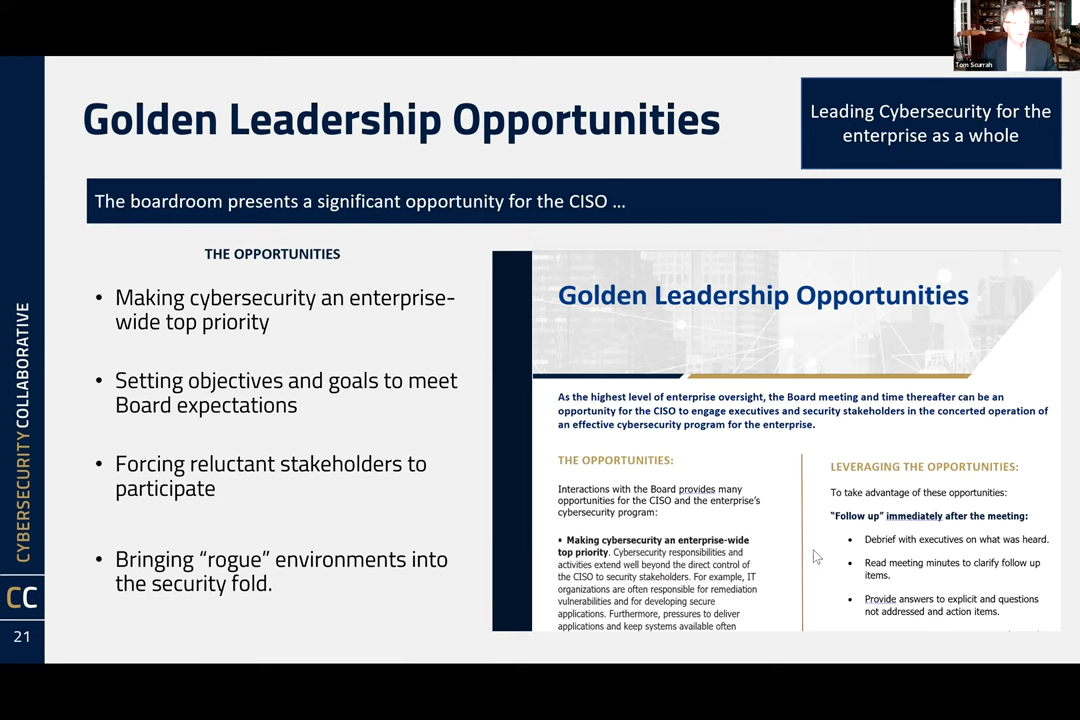 Tom Scurrah
Golden Leadership Opportunities
Leading Cybersecurity for the
enterprise as a whole
The boardroom presents a significant opportunity for the CISO ...
THE OPPORTUNITIES
• Making cybersecurity an enterprise-
wide top priority
• Setting objectives and goals to meet
Board expectations
• Forcing reluctant stakeholders to
participate
• Bringing “rogue” environments into
the security fold.
Golden Leadership Opportunities
As the highest level of enterprise oversight, the Board meeting and time thereafter can be an
opportunity for the CISO to engage executives and security stakeholders in the concerted operation of
an effective cybersecurity program for the enterprise.
THE OPPORTUNITIES:
Interactions with the Board provides many
opportunities for the CISO and the enterprise’s
cybersecurity program:
• Making cybersecurity an enterprise-wide
top priority. Cybersecurity responsibilities and
activities extend well beyond the direct control of
the CISO to security stakeholders. For example, IT
organizations are often responsible for remediation
vulnerabilities and for developing secure
applications. Furthermore, pressures to deliver
applications and keep systems available often
LEVERAGING THE OPPORTUNITIES:
To take advantage of these opportunities:
“Follow up” immediately after the meeting:
• Debrief with executives on what was heard.
• Read meeting minutes to clarify follow up
items.
• Provide answers to explicit and questions
not addressed and action items.
CYBERSECURITY COLLABORATIVE
CC
21